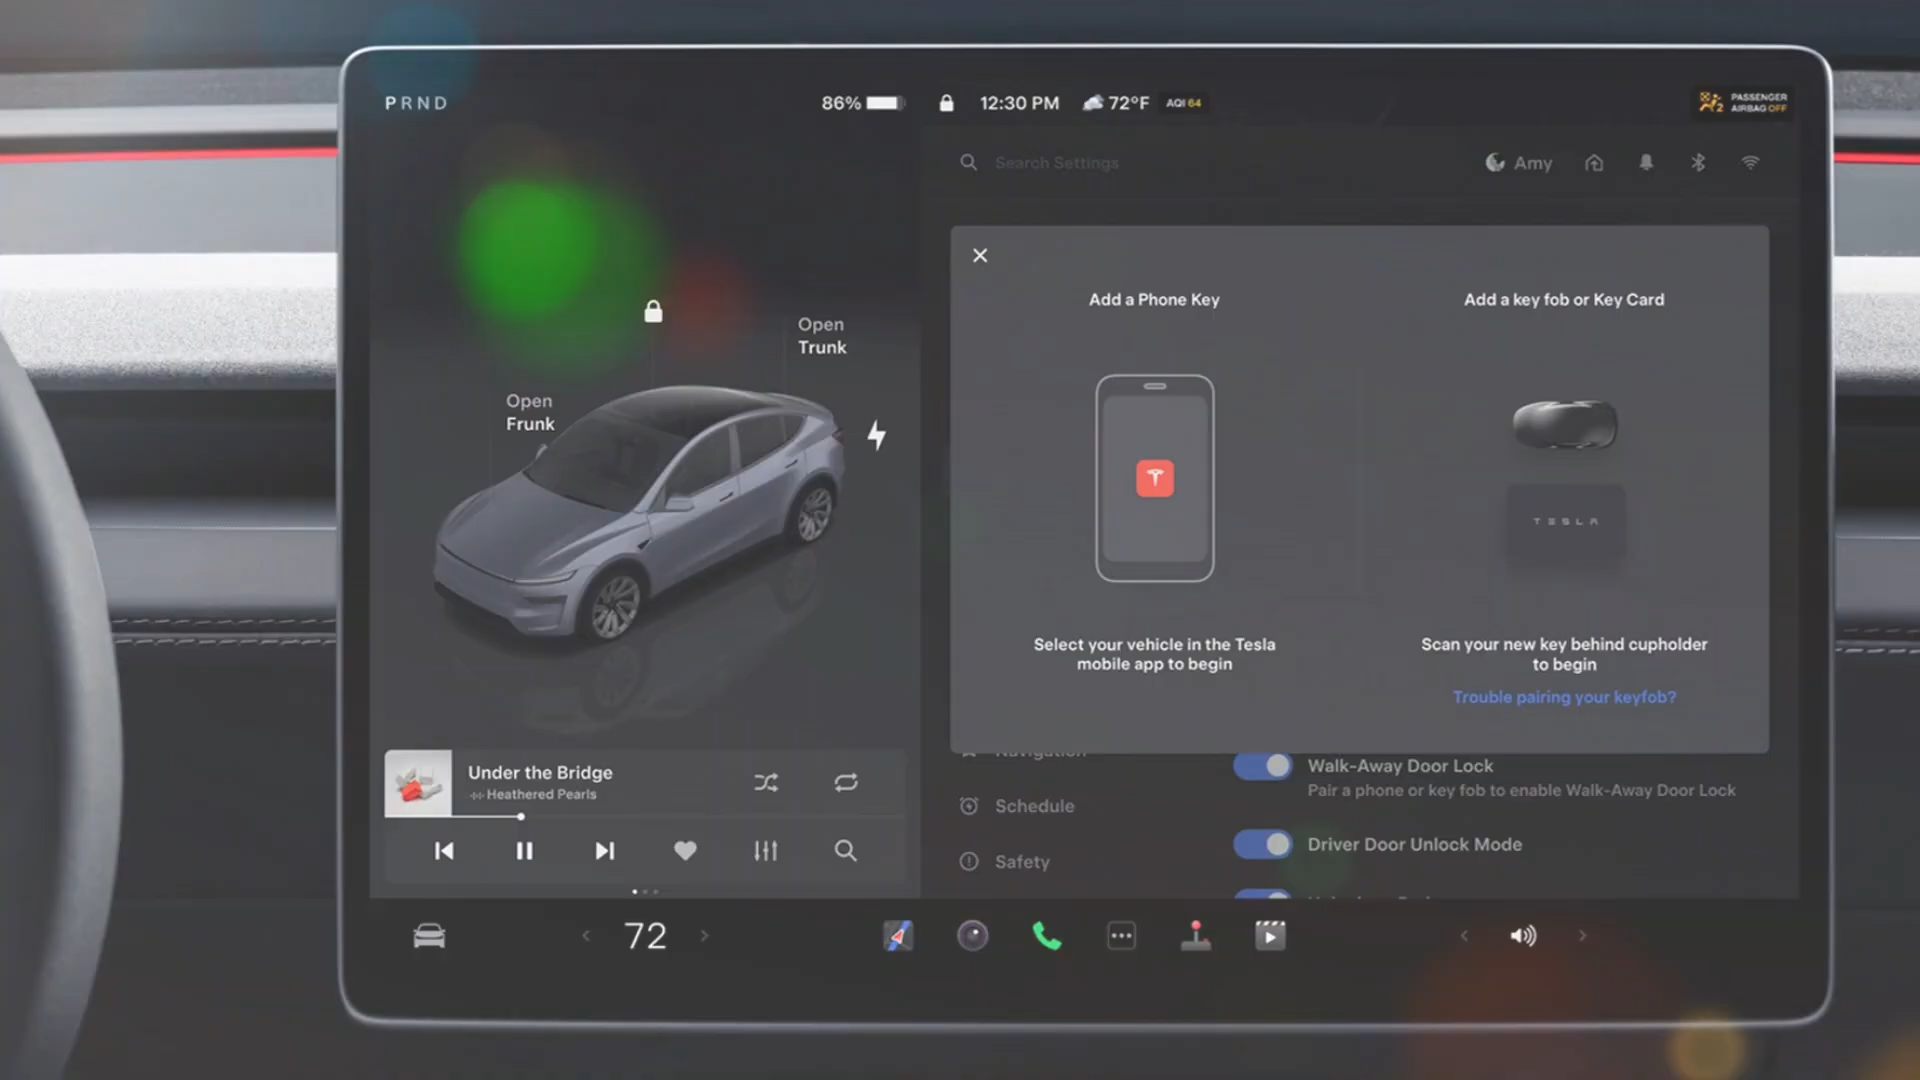 PRND
86%
12:30 PM
72°F
AQI 64
PASSENGER
AIRBAG OFF
Search Settings
Amy
Open
Trunk
Open
Frunk
Add a Phone Key
Select your vehicle in the Tesla
mobile app to begin
Add a key fob or Key Card
TESLA
Scan your new key behind cupholder
to begin
Trouble pairing your keyfob?
Navigation
Schedule
Safety
Walk-Away Door Lock
Pair a phone or key fob to enable Walk-Away Door Lock
Driver Door Unlock Mode
Under the Bridge
Heathered Pearls
72